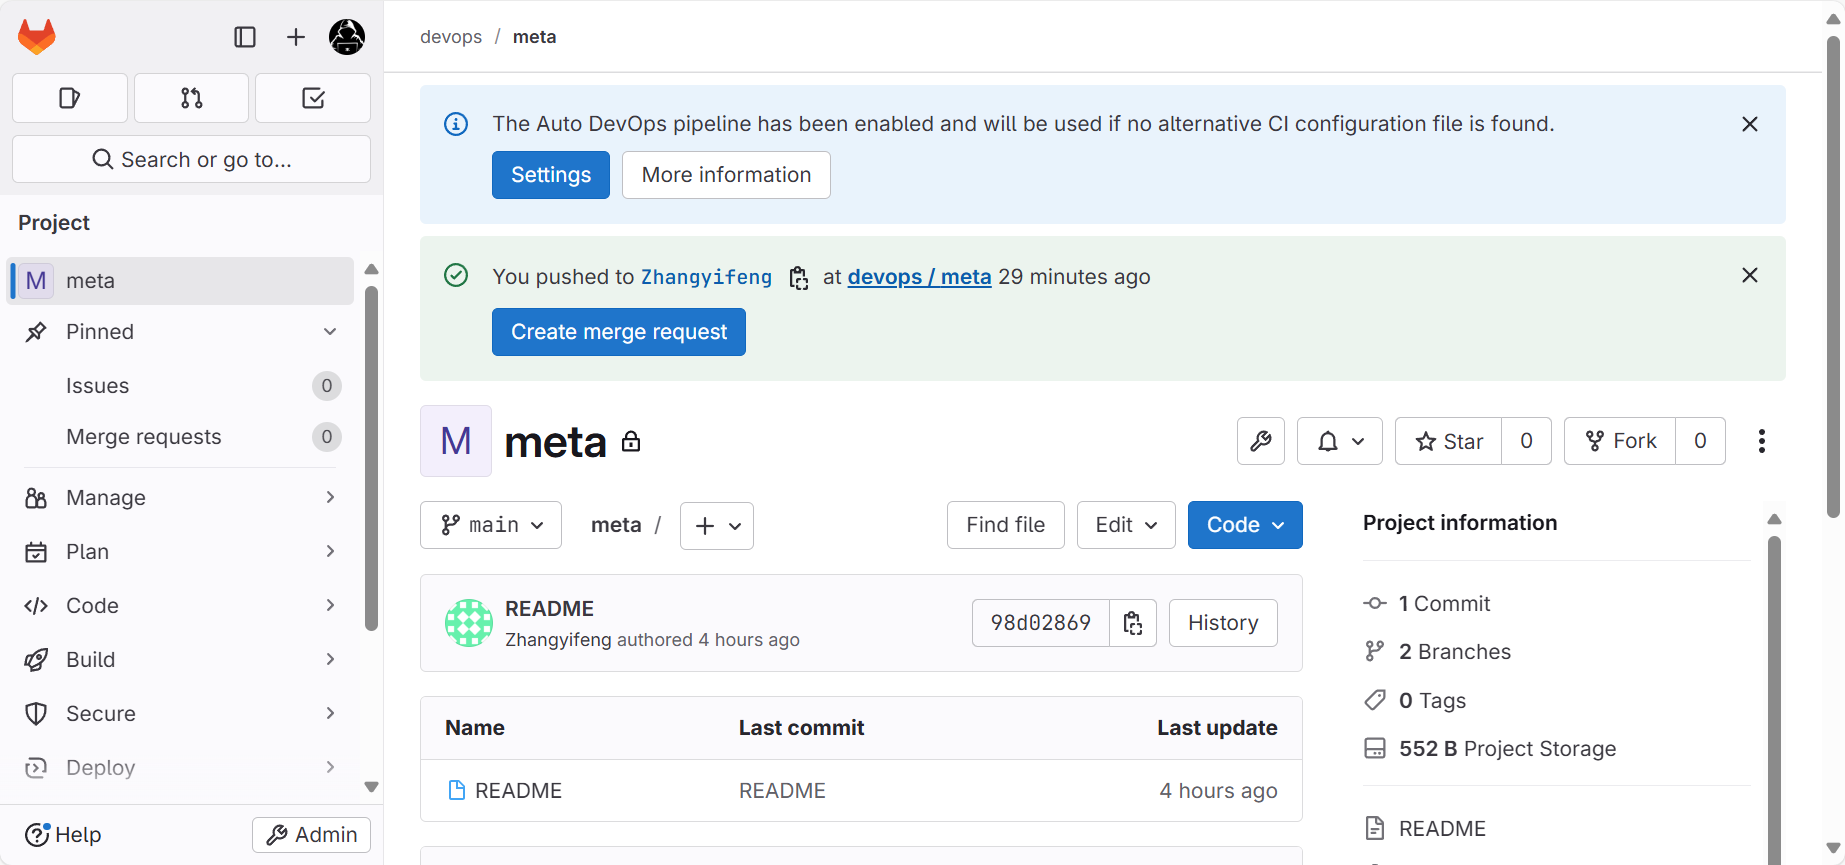 devops / meta
Search or go to...
Project
M meta
Pinned
Issues 0
Merge requests 0
Manage
Plan
Code
Build
Secure
Deploy
Help
Admin
The Auto DevOps pipeline has been enabled and will be used if no alternative CI configuration file is found.
Settings More information
You pushed to Zhangyifeng at devops / meta 29 minutes ago
Create merge request
M meta
Star 0 Fork 0
main meta / Find file Edit Code
README
Zhangyifeng authored 4 hours ago
98d02869 History
Name Last commit Last update
README README 4 hours ago
Project information
1 Commit
2 Branches
0 Tags
552 B Project Storage
README